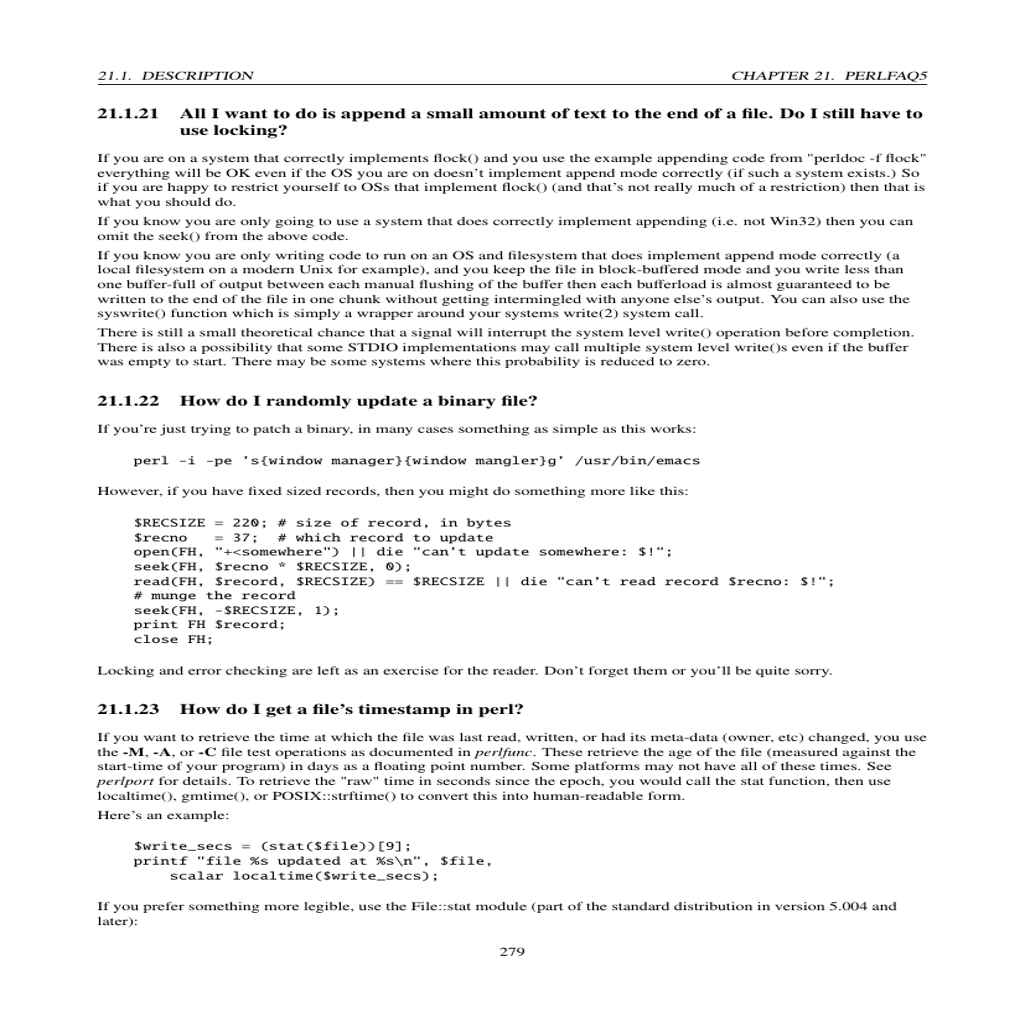 21.1. DESCRIPTION CHAPTER 21. PERLFAQ5
21.1.21 All I want to do is append a small amount of text to the end of a file. Do I still have to
use locking?
If you are on a system that correctly implements flock() and you use the example appending code from "perldoc -f flock"
everything will be OK even if the OS you are on doesn't implement append mode correctly (if such a system exists.) So
if you are happy to restrict yourself to OSs that implement flock() (and that's not really much of a restriction) then that is
what you should do.
If you know you are only going to use a system that does correctly implement appending (i.e. not Win32) then you can
omit the seek() from the above code.
If you know you are only writing code to run on an OS and filesystem that does implement append mode correctly (a
local filesystem on a modern Unix for example), and you keep the file in block-buffered mode and you write less than
one buffer-full of output between each manual flushing of the buffer then each bufferload is almost guaranteed to be
written to the end of the file in one chunk without getting intermingled with anyone else's output. You can also use the
syswrite() function which is simply a wrapper around your systems write(2) system call.
There is still a small theoretical chance that a signal will interrupt the system level write() operation before completion.
There is also a possibility that some STDIO implementations may call multiple system level write()s even if the buffer
was empty to start. There may be some systems where this probability is reduced to zero.
21.1.22 How do I randomly update a binary file?
If you're just trying to patch a binary, in many cases something as simple as this works:
perl -i -pe 's{window manager}{window mangler}g' /usr/bin/emacs
However, if you have fixed sized records, then you might do something more like this:
$RECSIZE = 220; # size of record, in bytes
$recno   = 37;  # which record to update
open(FH, "+<somewhere") || die "can't update somewhere: $!";
seek(FH, $recno * $RECSIZE, 0);
read(FH, $record, $RECSIZE) == $RECSIZE || die "can't read record $recno: $!";
# munge the record
seek(FH, -$RECSIZE, 1);
print FH $record;
close FH;
Locking and error checking are left as an exercise for the reader. Don't forget them or you'll be quite sorry.
21.1.23 How do I get a file's timestamp in perl?
If you want to retrieve the time at which the file was last read, written, or had its meta-data (owner, etc) changed, you use
the -M, -A, or -C file test operations as documented in perlfunc. These retrieve the age of the file (measured against the
start-time of your program) in days as a floating point number. Some platforms may not have all of these times. See
perlport for details. To retrieve the "raw" time in seconds since the epoch, you would call the stat function, then use
localtime(), gmtime(), or POSIX::strftime() to convert this into human-readable form.
Here's an example:
$write_secs = (stat($file))[9];
printf "file %s updated at %s\n", $file,
    scalar localtime($write_secs);
If you prefer something more legible, use the File::stat module (part of the standard distribution in version 5.004 and
later):
279